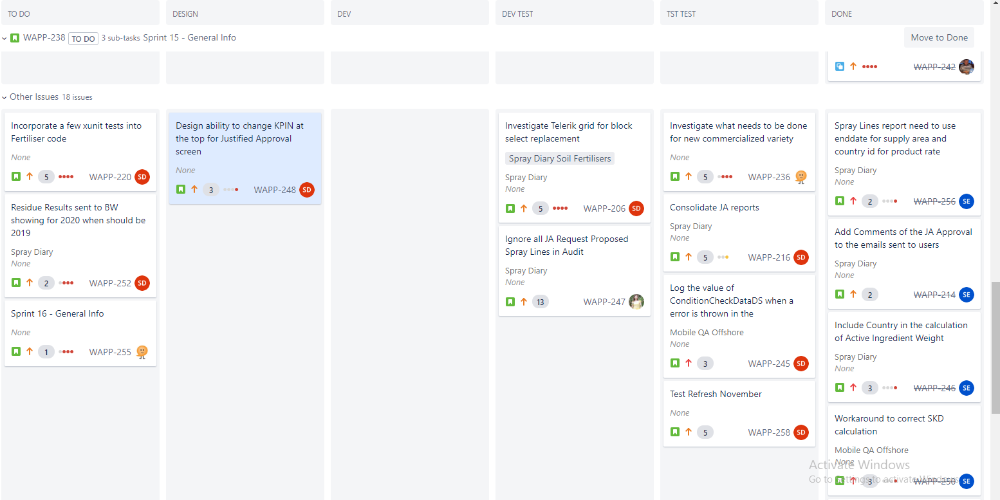 TO DO
DESIGN
DEV
DEV TEST
TST TEST
DONE
WAPP-238 TO DO 3 sub-tasks Sprint 15 - General Info
Move to Done
WAPP-242
Other Issues 18 issues
Incorporate a few xunit tests into
Fertiliser code
None
5 WAPP-220 SD
Residue Results sent to BW
showing for 2020 when should be
2019
Spray Diary
None
2 WAPP-252 SD
Sprint 16 - General Info
None
1 WAPP-255
Design ability to change KPIN at
the top for Justified Approval
screen
None
3 WAPP-248 SD
Investigate Telerik grid for block
select replacement
Spray Diary Soil Fertilisers
Spray Diary
None
5 WAPP-206 SD
Ignore all JA Request Proposed
Spray Lines in Audit
Spray Diary
None
13 WAPP-247
Investigate what needs to be done
for new commercialized variety
None
5 WAPP-236
Consolidate JA reports
Spray Diary
None
5 WAPP-216 SD
Log the value of
ConditionCheckDataDS when a
error is thrown in the
Mobile QA Offshore
None
3 WAPP-245 SD
Test Refresh November
None
5 WAPP-258 SD
Spray Lines report need to use
enddate for supply area and
country id for product rate
Spray Diary
None
2 WAPP-256 SE
Add Comments of the JA Approval
to the emails sent to users
Spray Diary
None
2 WAPP-214 SE
Include Country in the calculation
of Active Ingredient Weight
Spray Diary
None
3 WAPP-246 SE
Workaround to correct SKD
calculation
Mobile QA Offshore
None
3 SE
Activate Windows
Go to Settings to activate Windows.